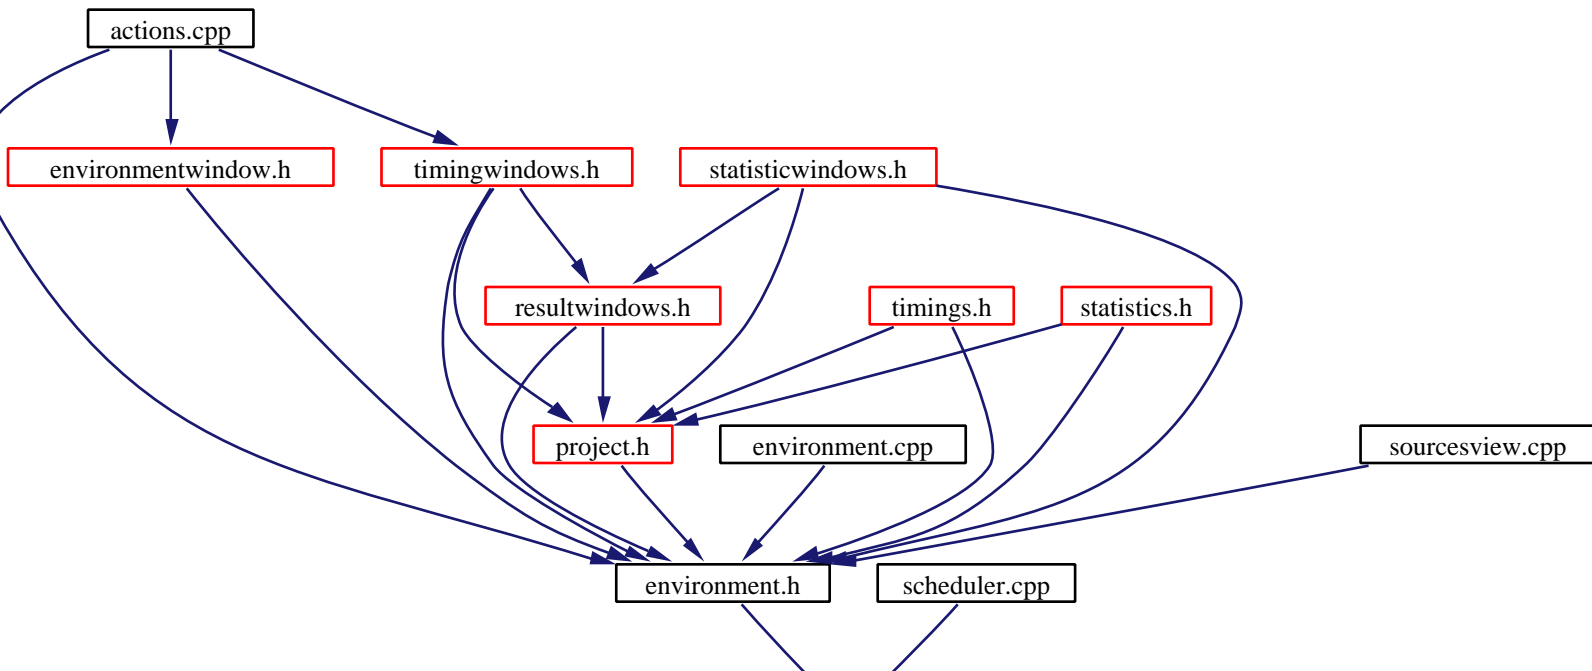 actions.cpp
environmentwindow.h
timingwindows.h
statisticwindows.h
resultwindows.h
timings.h
statistics.h
project.h
environment.cpp
sourcesview.cpp
environment.h
scheduler.cpp